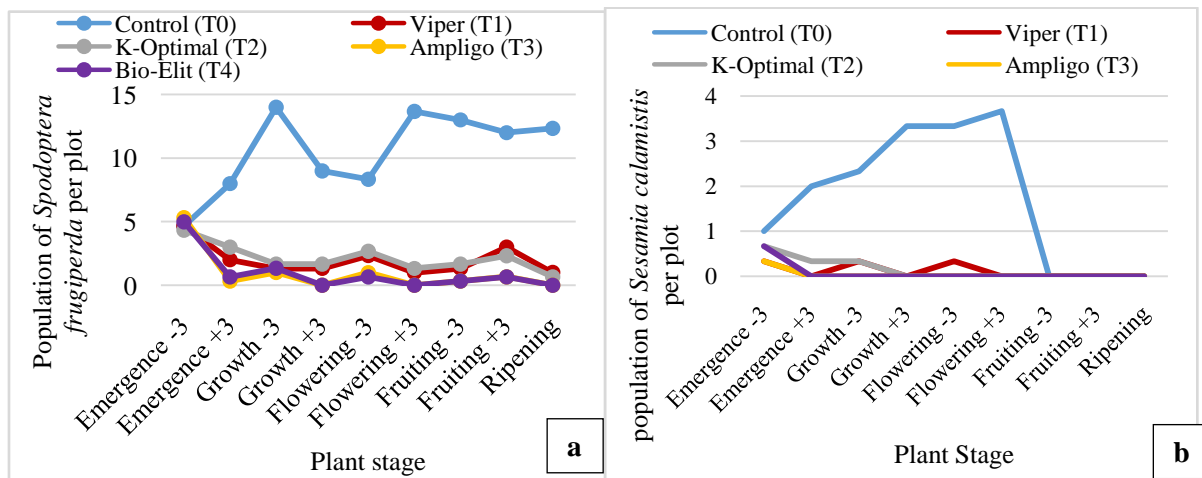 Control (T0)
Viper (T1)
K-Optimal (T2)
Ampligo (T3)
Bio-Elit (T4)
Population of Spodoptera
frugiperda per plot
15
10
5
0
Emergence -3
Emergence +3
Growth -3
Growth +3
Flowering -3
Flowering +3
Fruiting -3
Fruiting +3
Ripening
Plant stage
a
Control (T0)
Viper (T1)
K-Optimal (T2)
Ampligo (T3)
population of Sesamia calamistis
per plot
4
3
2
1
0
Emergence -3
Emergence +3
Growth -3
Growth +3
Flowering -3
Flowering +3
Fruiting -3
Fruiting +3
Ripening
Plant Stage
b